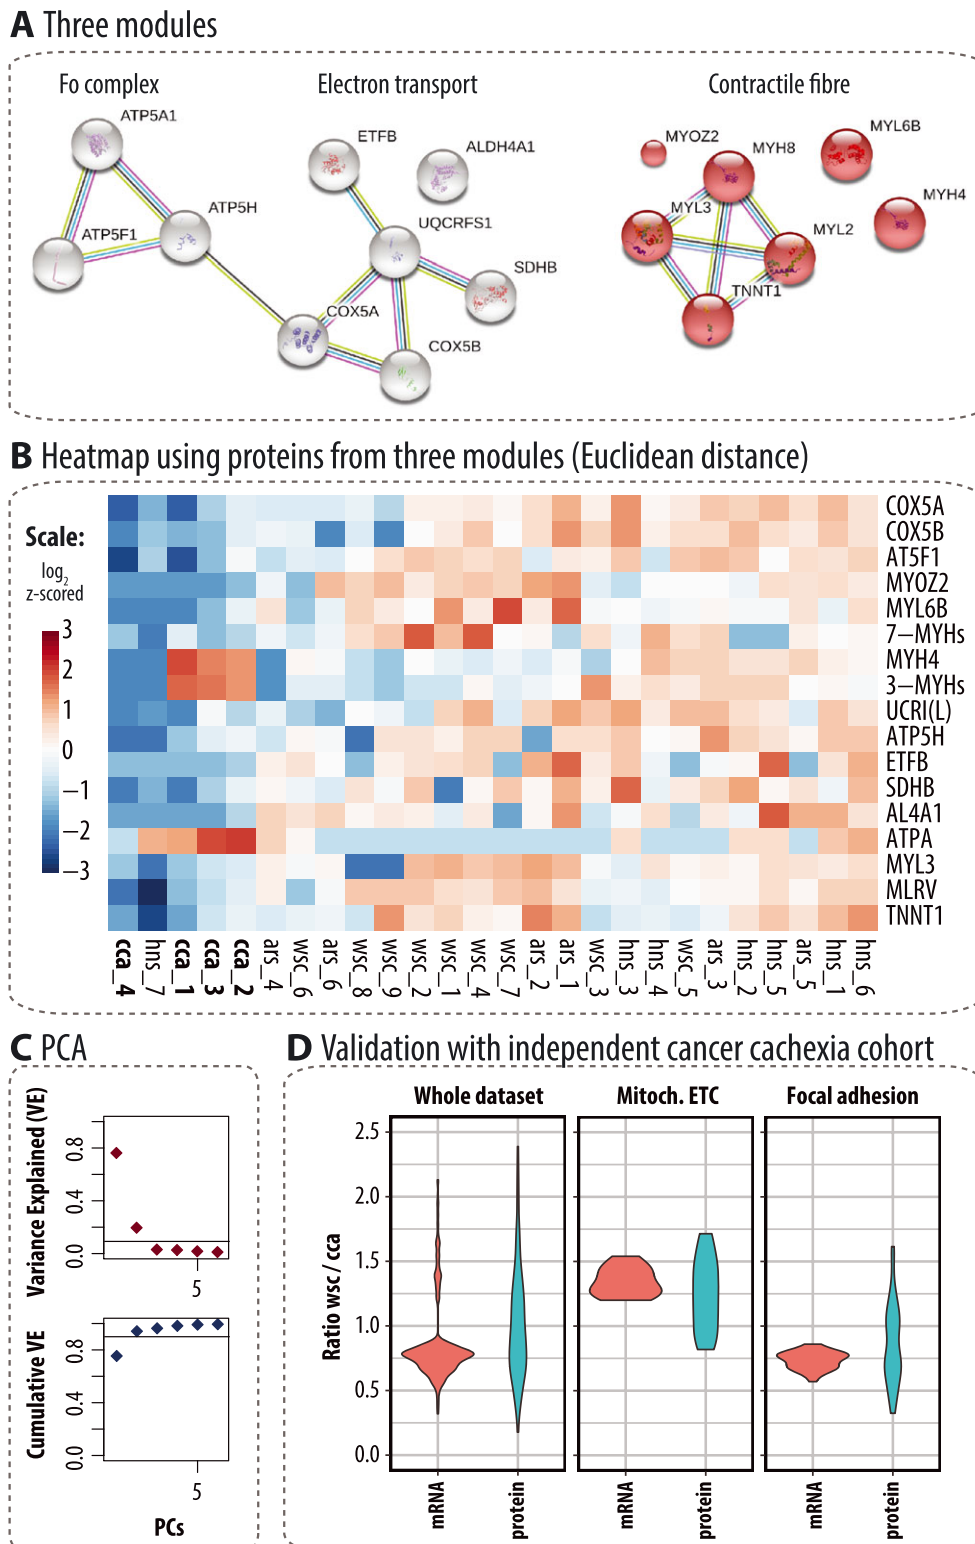 A Three modules
Fo complex
Electron transport
Contractile fibre
ATP5A1
ATP5F1
ATP5H
ETFB
ALDH4A1
UQCRFS1
SDHB
COX5A
COX5B
MYOZ2
MYL6B
MYH8
MYL3
MYH4
MYL2
TNNT1
B Heatmap using proteins from three modules (Euclidean distance)
Scale:
log2
z-scored
3
2
1
0
−1
−2
−3
COX5A
COX5B
AT5F1
MYOZ2
MYL6B
7−MYHs
MYH4
3−MYHs
UCRI(L)
ATP5H
ETFB
SDHB
AL4A1
ATPA
MYL3
MLRV
TNNT1
cca_4
hns_7
cca_1
cca_3
cca_2
ars_4
wsc_6
ars_6
wsc_8
wsc_9
wsc_2
wsc_1
wsc_4
wsc_7
ars_2
ars_1
wsc_3
hns_3
hns_4
wsc_5
ars_3
hns_2
hns_5
ars_5
hns_1
hns_6
C PCA
Variance Explained (VE)
0.8
0.4
0.0
5
Cumulative VE
0.8
0.4
0.0
5
PCs
D Validation with independent cancer cachexia cohort
Whole dataset
Mitoch. ETC
Focal adhesion
Ratio wsc / cca
2.5
2.0
1.5
1.0
0.5
0.0
mRNA
protein
mRNA
protein
mRNA
protein